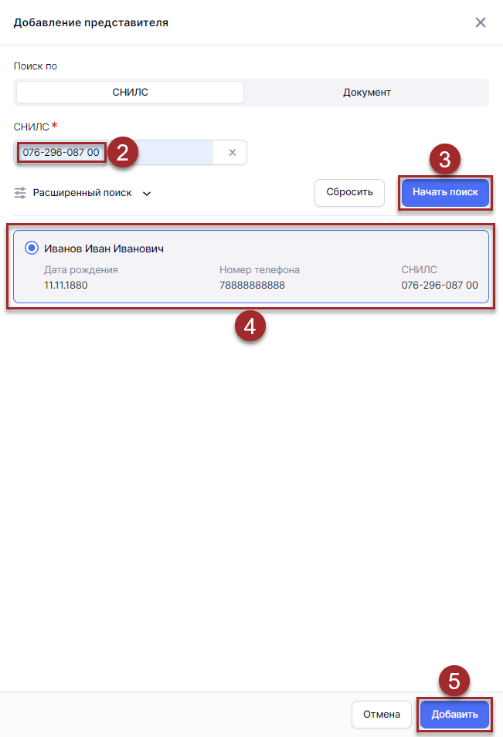 Добавление представителя
Поиск по
СНИЛС Документ
СНИЛС *
076-296-087 00 2
3
Расширенный поиск Сбросить Начать поиск
Иванов Иван Иванович
Дата рождения Номер телефона СНИЛС
11.11.1880 78888888888 076-296-087 00
4
5
Отмена Добавить